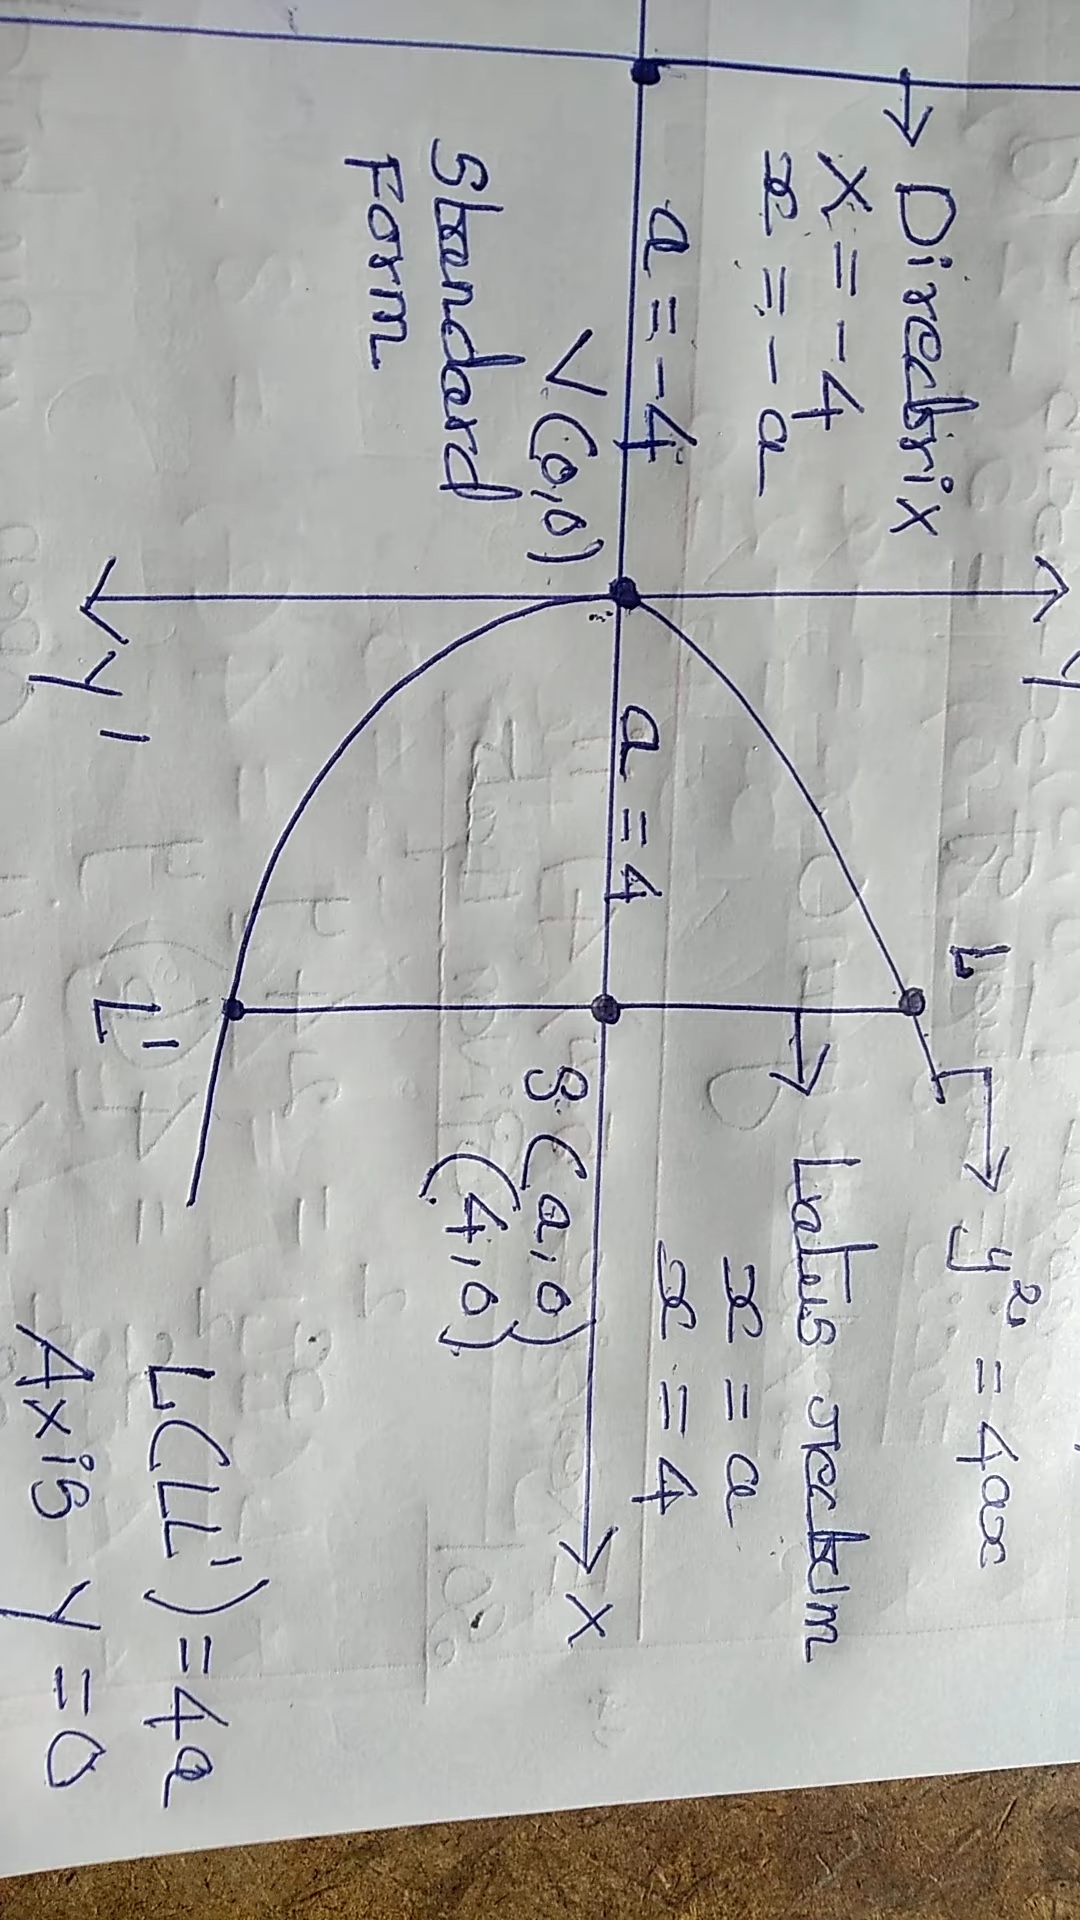 Y
→ Directrix
X = -4
x = -a
a = -4
V(0,0)
Standard
Form
y'
a = 4
L
→ y² = 4ax
→ Latus rectum
x = a
x = 4
X
S(a,0)
(4,0)
L'
L(LL') = 4a
Axis y = 0